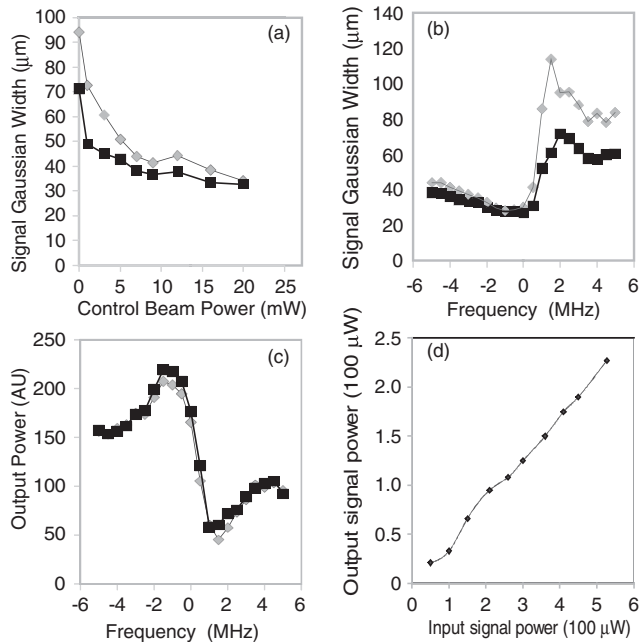 (a)
Signal Gaussian Width (μm)
100
90
80
70
60
50
40
30
20
10
0
0 5 10 15 20 25
Control Beam Power (mW)
(b)
Signal Gaussian Width (μm)
140
120
100
80
60
40
20
0
-6 -4 -2 0 2 4 6
Frequency (MHz)
(c)
Output Power (AU)
250
200
150
100
50
0
-6 -4 -2 0 2 4 6
Frequency (MHz)
(d)
Output signal power (100 μW)
2.5
2.0
1.5
1.0
0.5
0
0 1 2 3 4 5 6
Input signal power (100 μW)